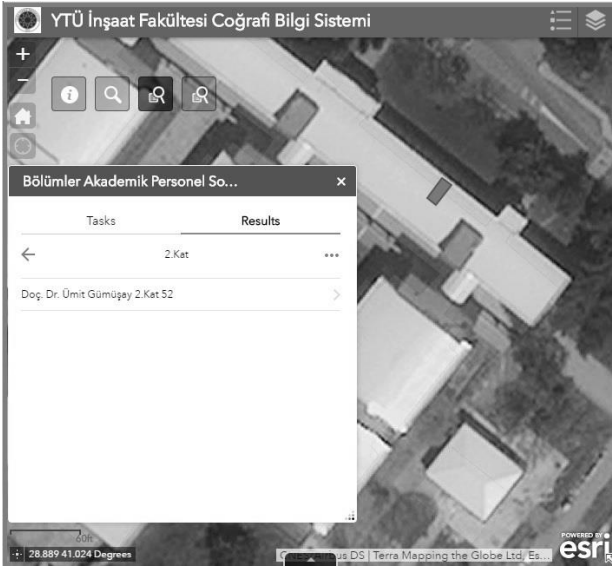 YTÜ İnşaat Fakültesi Coğrafi Bilgi Sistemi
Bölümler Akademik Personel So...
Tasks Results
2.Kat
Doç. Dr. Ümit Gümüşay 2.Kat 52
60ft
28.889 41.024 Degrees
us DS | Terra Mapping the Globe Ltd, Es...
POWERED BY
esri